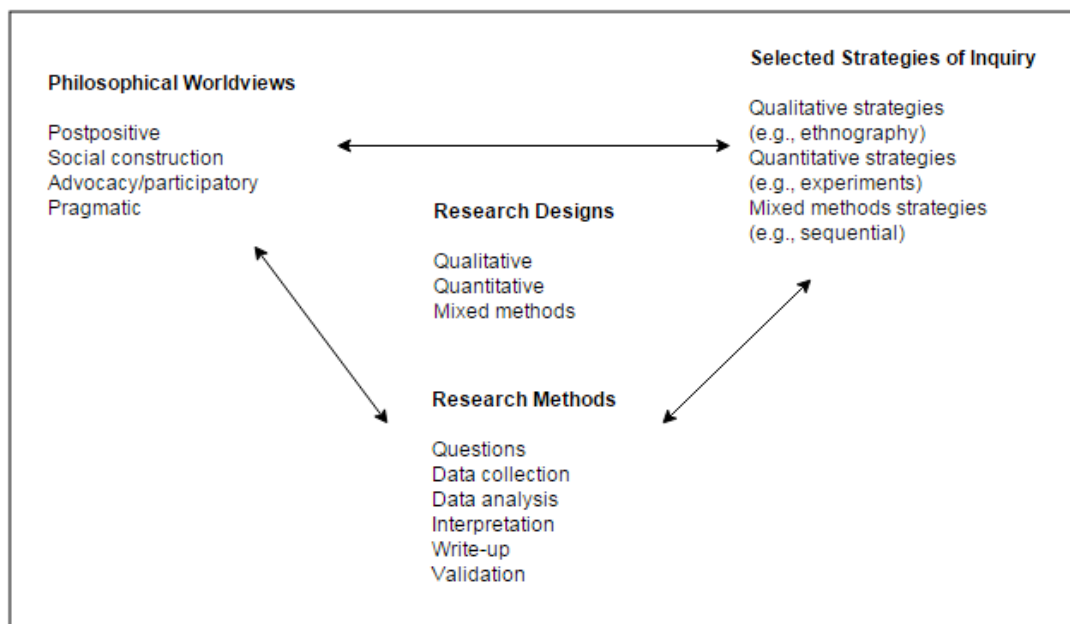 Philosophical Worldviews
Postpositive
Social construction
Advocacy/participatory
Pragmatic
Selected Strategies of Inquiry
Qualitative strategies
(e.g., ethnography)
Quantitative strategies
(e.g., experiments)
Mixed methods strategies
(e.g., sequential)
Research Designs
Qualitative
Quantitative
Mixed methods
Research Methods
Questions
Data collection
Data analysis
Interpretation
Write-up
Validation